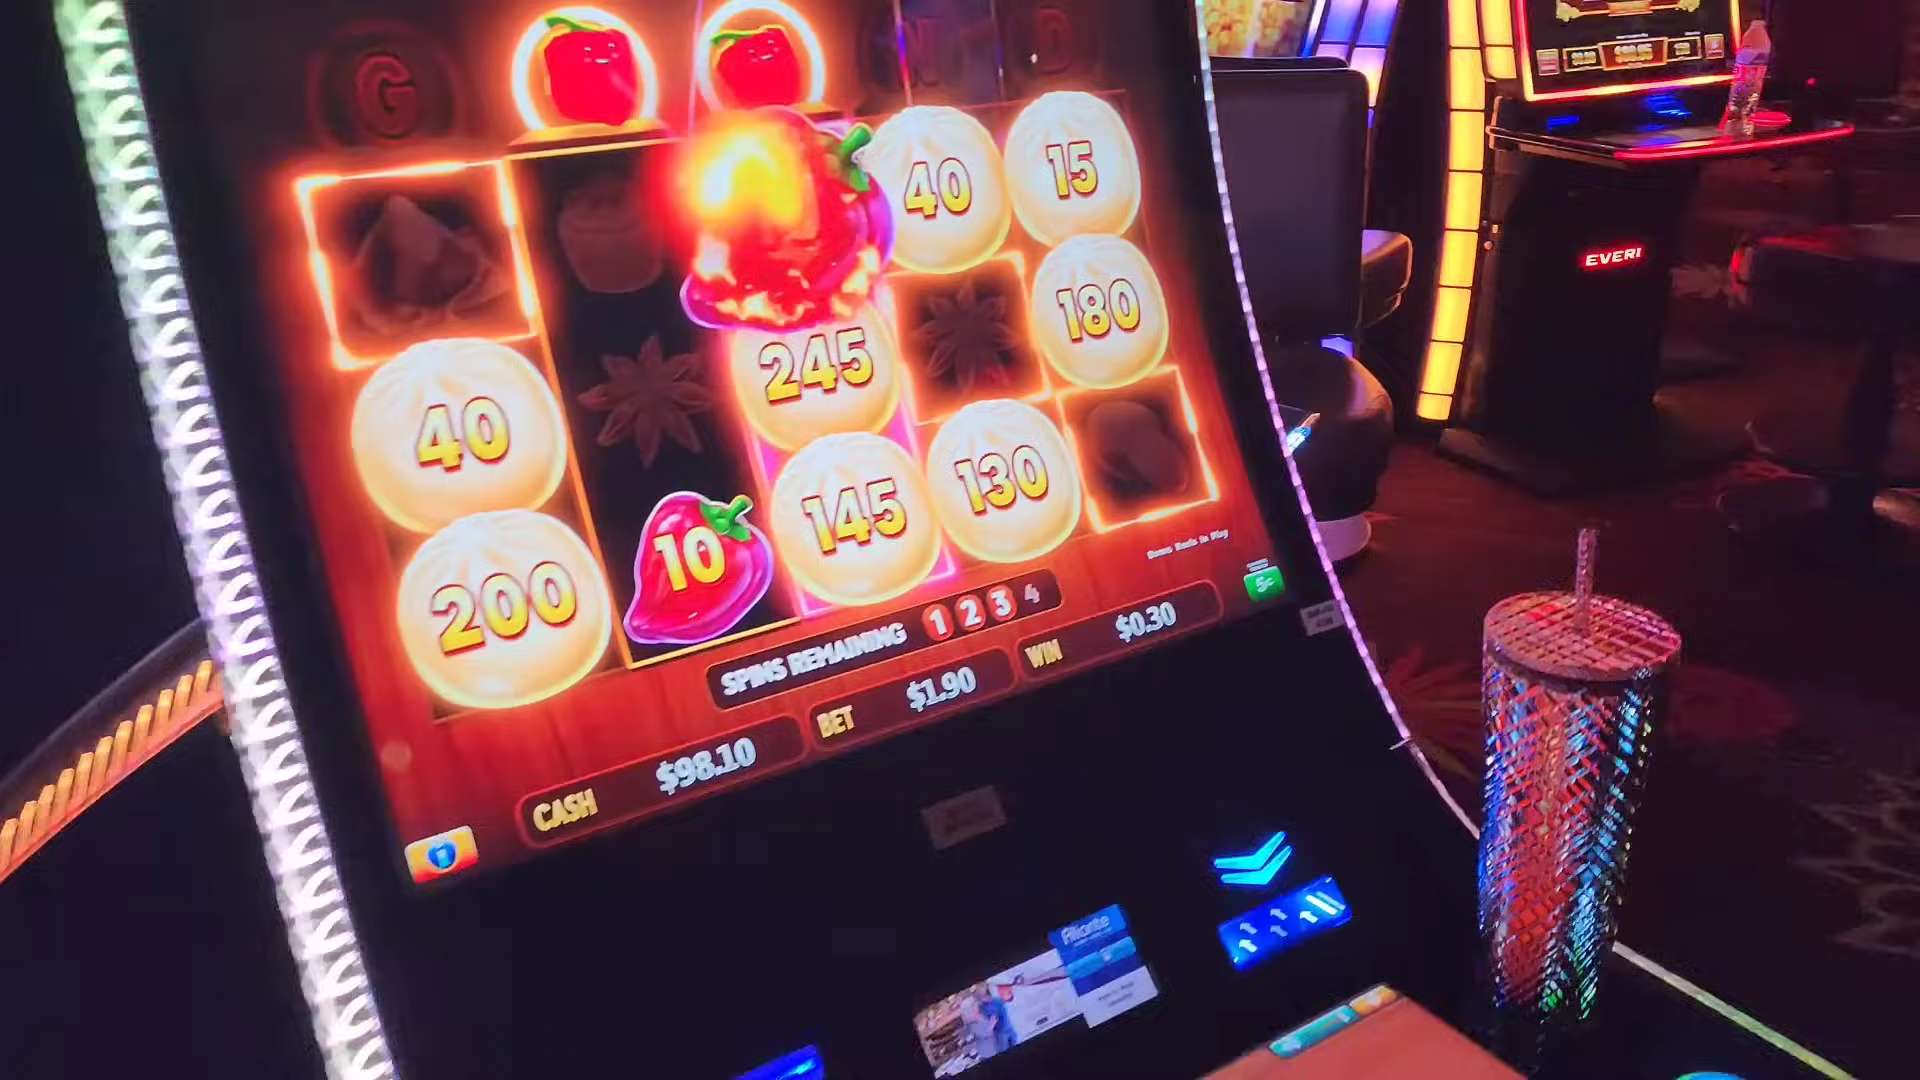 G
N
D
40
15
245
180
40
145
130
200
10
SPINS REMAINING 1 2 3 4
CASH $98.10
BET $1.90
WIN $0.30
5¢
EVERI